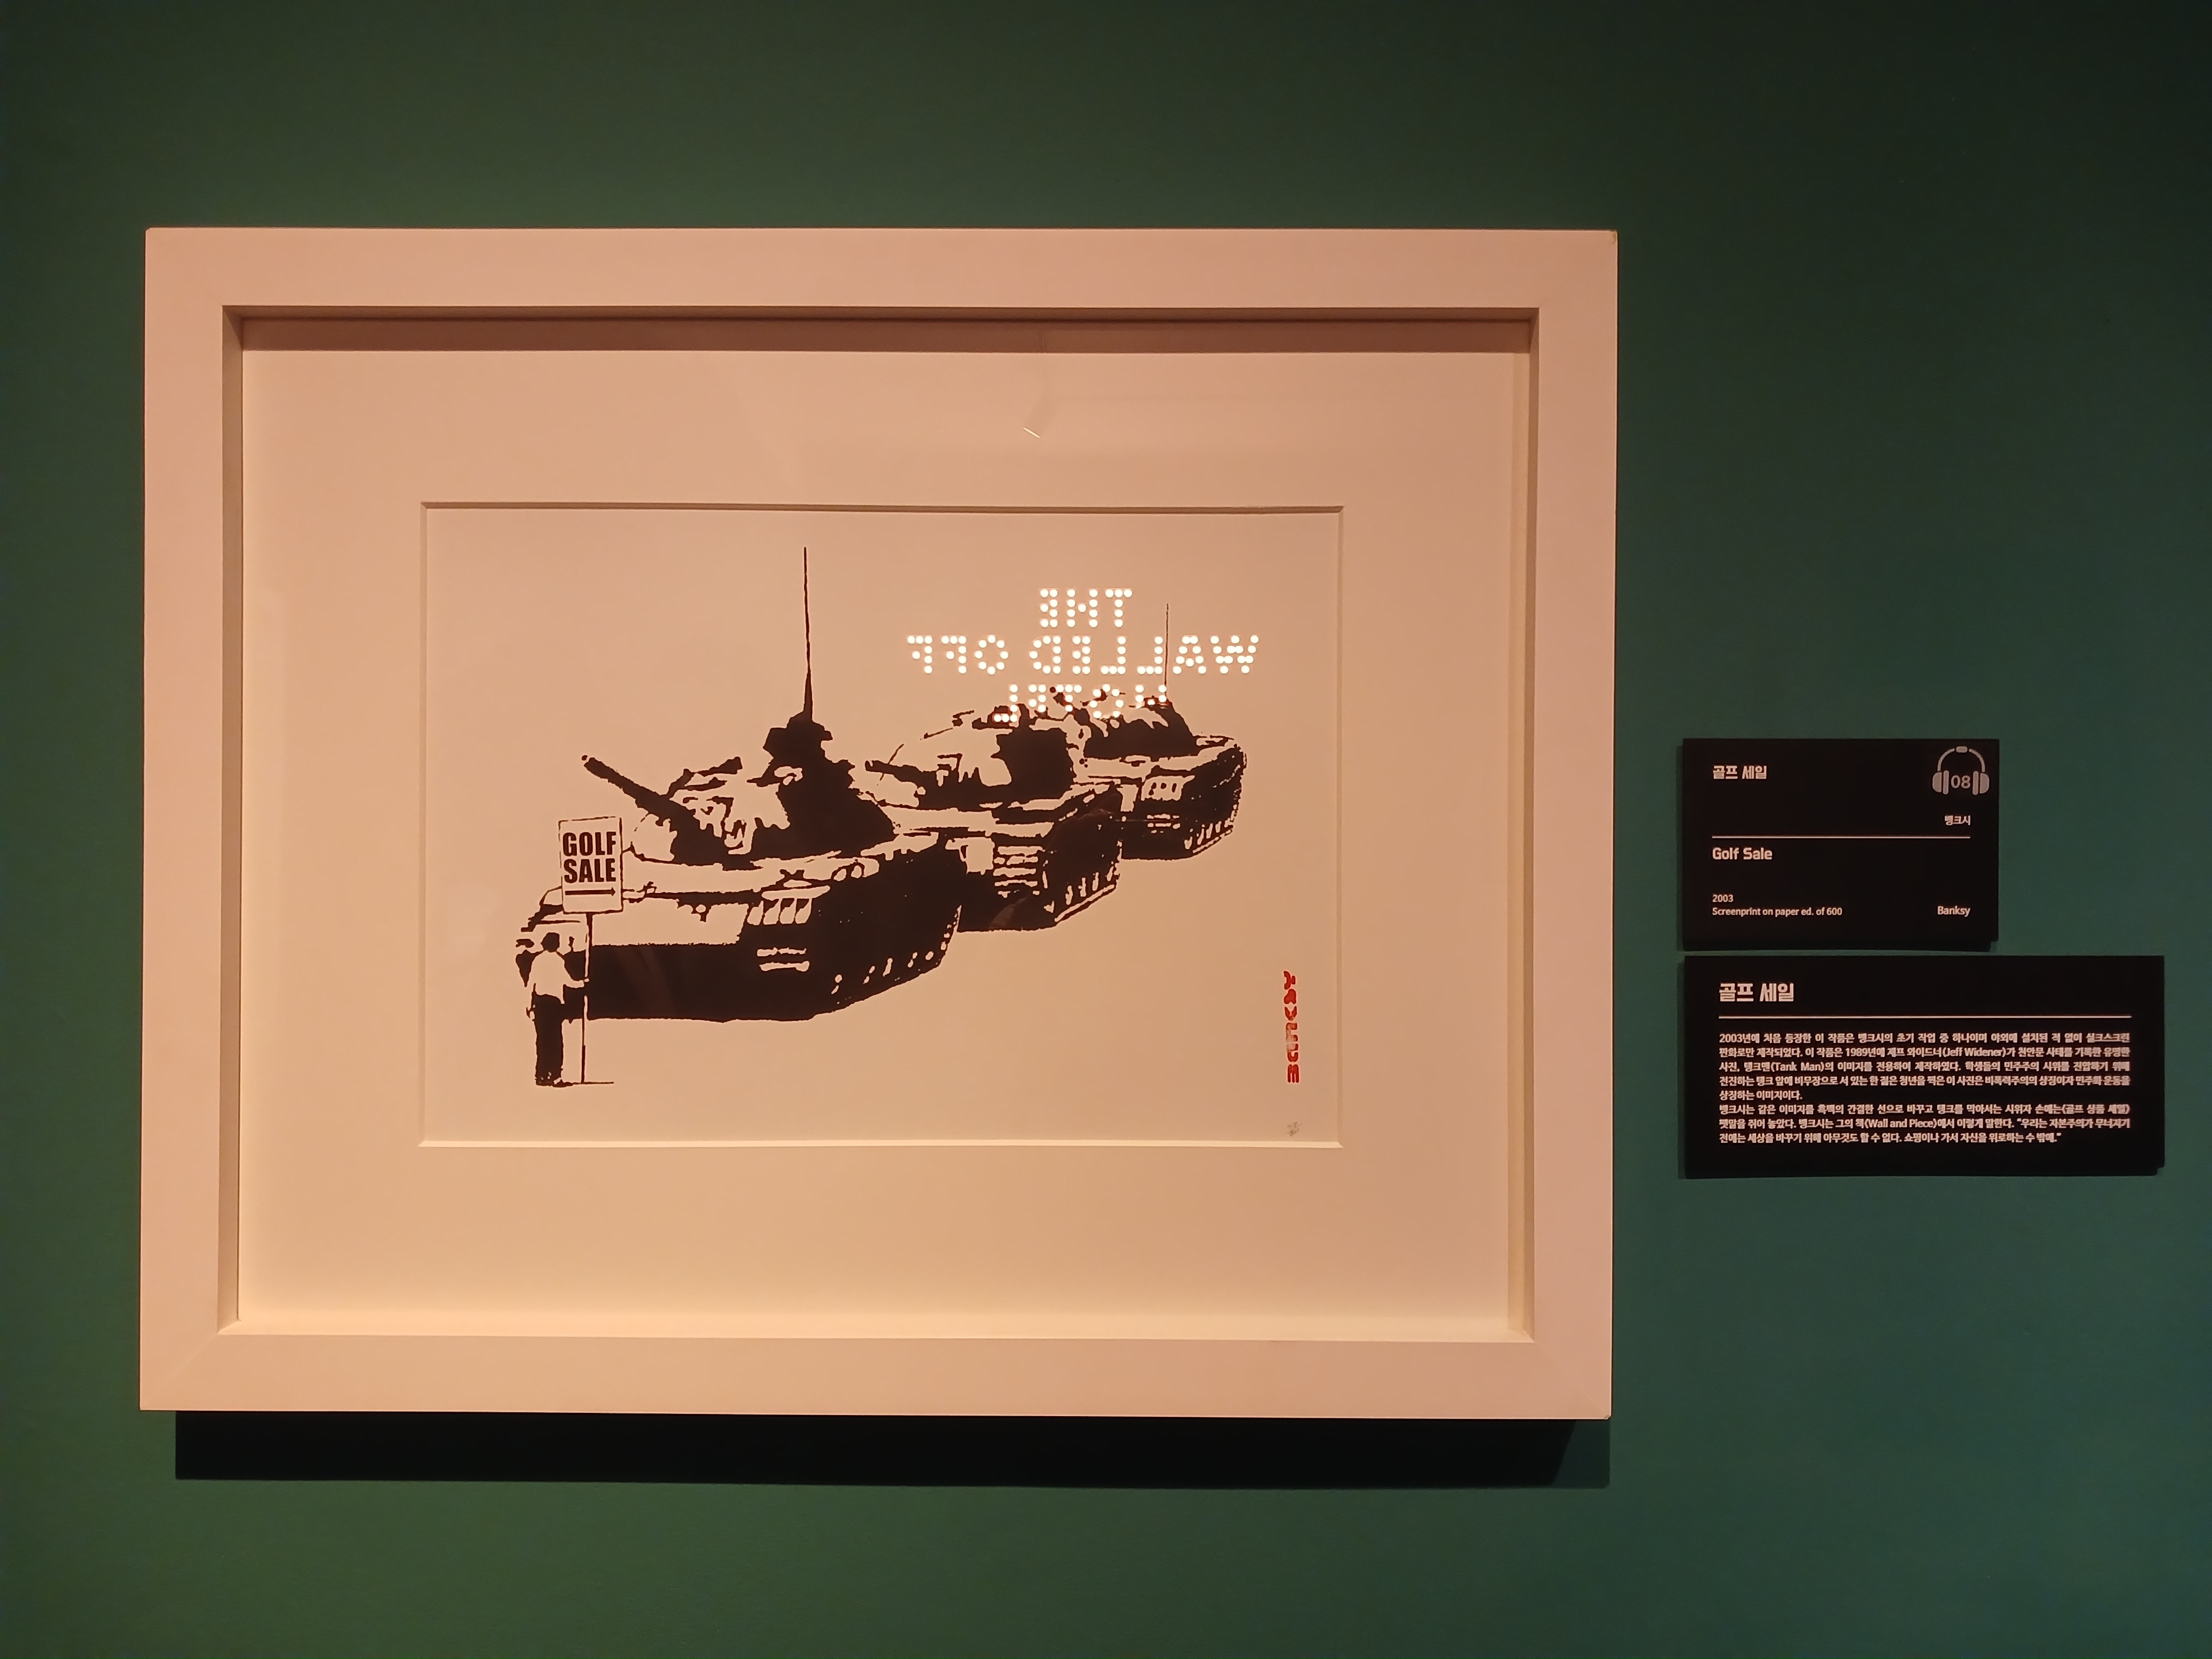 THE
WALLED OFF
HOTEL
GOLF
SALE
BANKSY
골프 세일
08
뱅크시
Golf Sale
2003
Screenprint on paper ed. of 600
Banksy
골프 세일
2003년에 처음 등장한 이 작품은 뱅크시의 초기 작업 중 하나이며 야외에 설치된 적 없이 실크스크린
판화로만 제작되었다. 이 작품은 1989년에 제프 와이드너(Jeff Widener)가 천안문 사태를 기록한 유명한
사진, 탱크맨(Tank Man)의 이미지를 전용하여 제작하였다. 학생들의 민주주의 시위를 진압하기 위해
전진하는 탱크 앞에 비무장으로 서 있는 한 젊은 청년을 찍은 이 사진은 비폭력주의의 상징이자 민주화 운동을
상징하는 이미지이다.
뱅크시는 같은 이미지를 흑백의 간결한 선으로 바꾸고 탱크를 막아서는 시위자 손에는〈골프 상품 세일〉
팻말을 쥐어 놓았다. 뱅크시는 그의 책〈Wall and Piece〉에서 이렇게 말한다. “우리는 자본주의가 무너지기
전에는 세상을 바꾸기 위해 아무것도 할 수 없다. 쇼핑이나 가서 자신을 위로하는 수 밖에.”